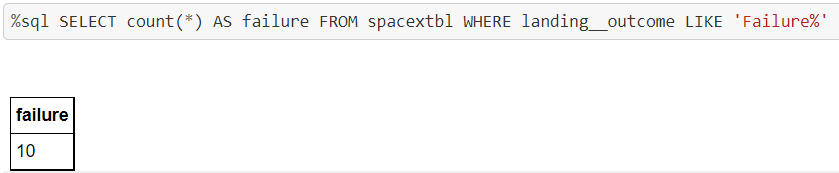 %sql SELECT count(*) AS failure FROM spacextbl WHERE landing__outcome LIKE 'Failure%'
failure
10